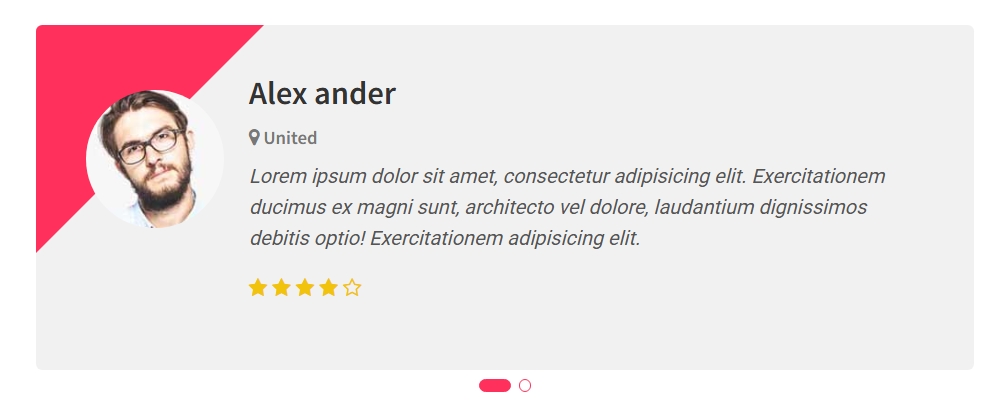 Alex ander
United
Lorem ipsum dolor sit amet, consectetur adipisicing elit. Exercitationem
ducimus ex magni sunt, architecto vel dolore, laudantium dignissimos
debitis optio! Exercitationem adipisicing elit.